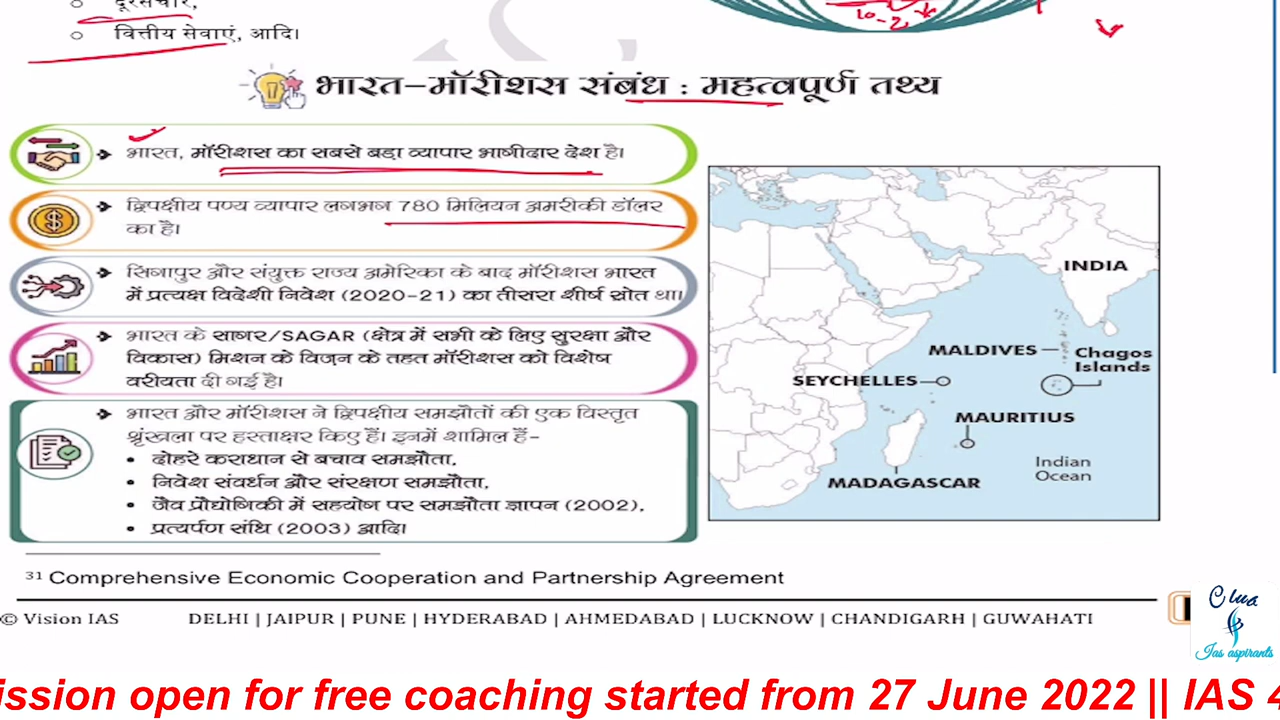 दूरसंचार,
वित्तीय सेवाएं, आदि।
10-2
भारत-मॉरीशस संबंध : महत्वपूर्ण तथ्य
भारत, मॉरीशस का सबसे बड़ा व्यापार भागीदार देश है।
द्विपक्षीय पण्य व्यापार लगभग 780 मिलियन अमरीकी डॉलर
का है।
सिंगापुर और संयुक्त राज्य अमेरिका के बाद मॉरीशस भारत
में प्रत्यक्ष विदेशी निवेश (2020-21) का तीसरा शीर्ष स्रोत था।
भारत के सागर/SAGAR (क्षेत्र में सभी के लिए सुरक्षा और
विकास) मिशन के विज़न के तहत मॉरीशस को विशेष
वरीयता दी गई है।
भारत और मॉरीशस ने द्विपक्षीय समझौतों की एक विस्तृत
श्रृंखला पर हस्ताक्षर किए हैं। इनमें शामिल हैं-
• दोहरे कराधान से बचाव समझौता,
• निवेश संवर्धन और संरक्षण समझौता,
• जैव प्रौद्योगिकी में सहयोग पर समझौता ज्ञापन (2002),
• प्रत्यर्पण संधि (2003) आदि।
INDIA
MALDIVES
Chagos
Islands
SEYCHELLES
MAURITIUS
Indian
Ocean
MADAGASCAR
31 Comprehensive Economic Cooperation and Partnership Agreement
© Vision IAS DELHI | JAIPUR | PUNE | HYDERABAD | AHMEDABAD | LUCKNOW | CHANDIGARH | GUWAHATI
Clue
Ias aspirants
ission open for free coaching started from 27 June 2022 || IAS 4